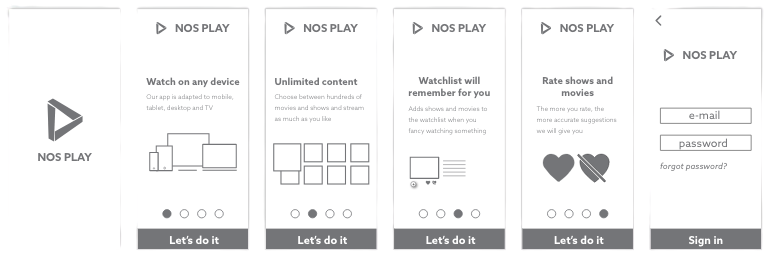 NOS PLAY
NOS PLAY
Watch on any device
Our app is adapted to mobile,
tablet, desktop and TV
Let's do it
NOS PLAY
Unlimited content
Choose between hundreds of
movies and shows and stream
as much as you like
Let's do it
NOS PLAY
Watchlist will
remember for you
Adds shows and movies to
the watchlist when you
fancy watching something
Let's do it
NOS PLAY
Rate shows and
movies
The more you rate, the
more accurate suggestions
we will give you
Let's do it
NOS PLAY
e-mail
password
forgot password?
Sign in